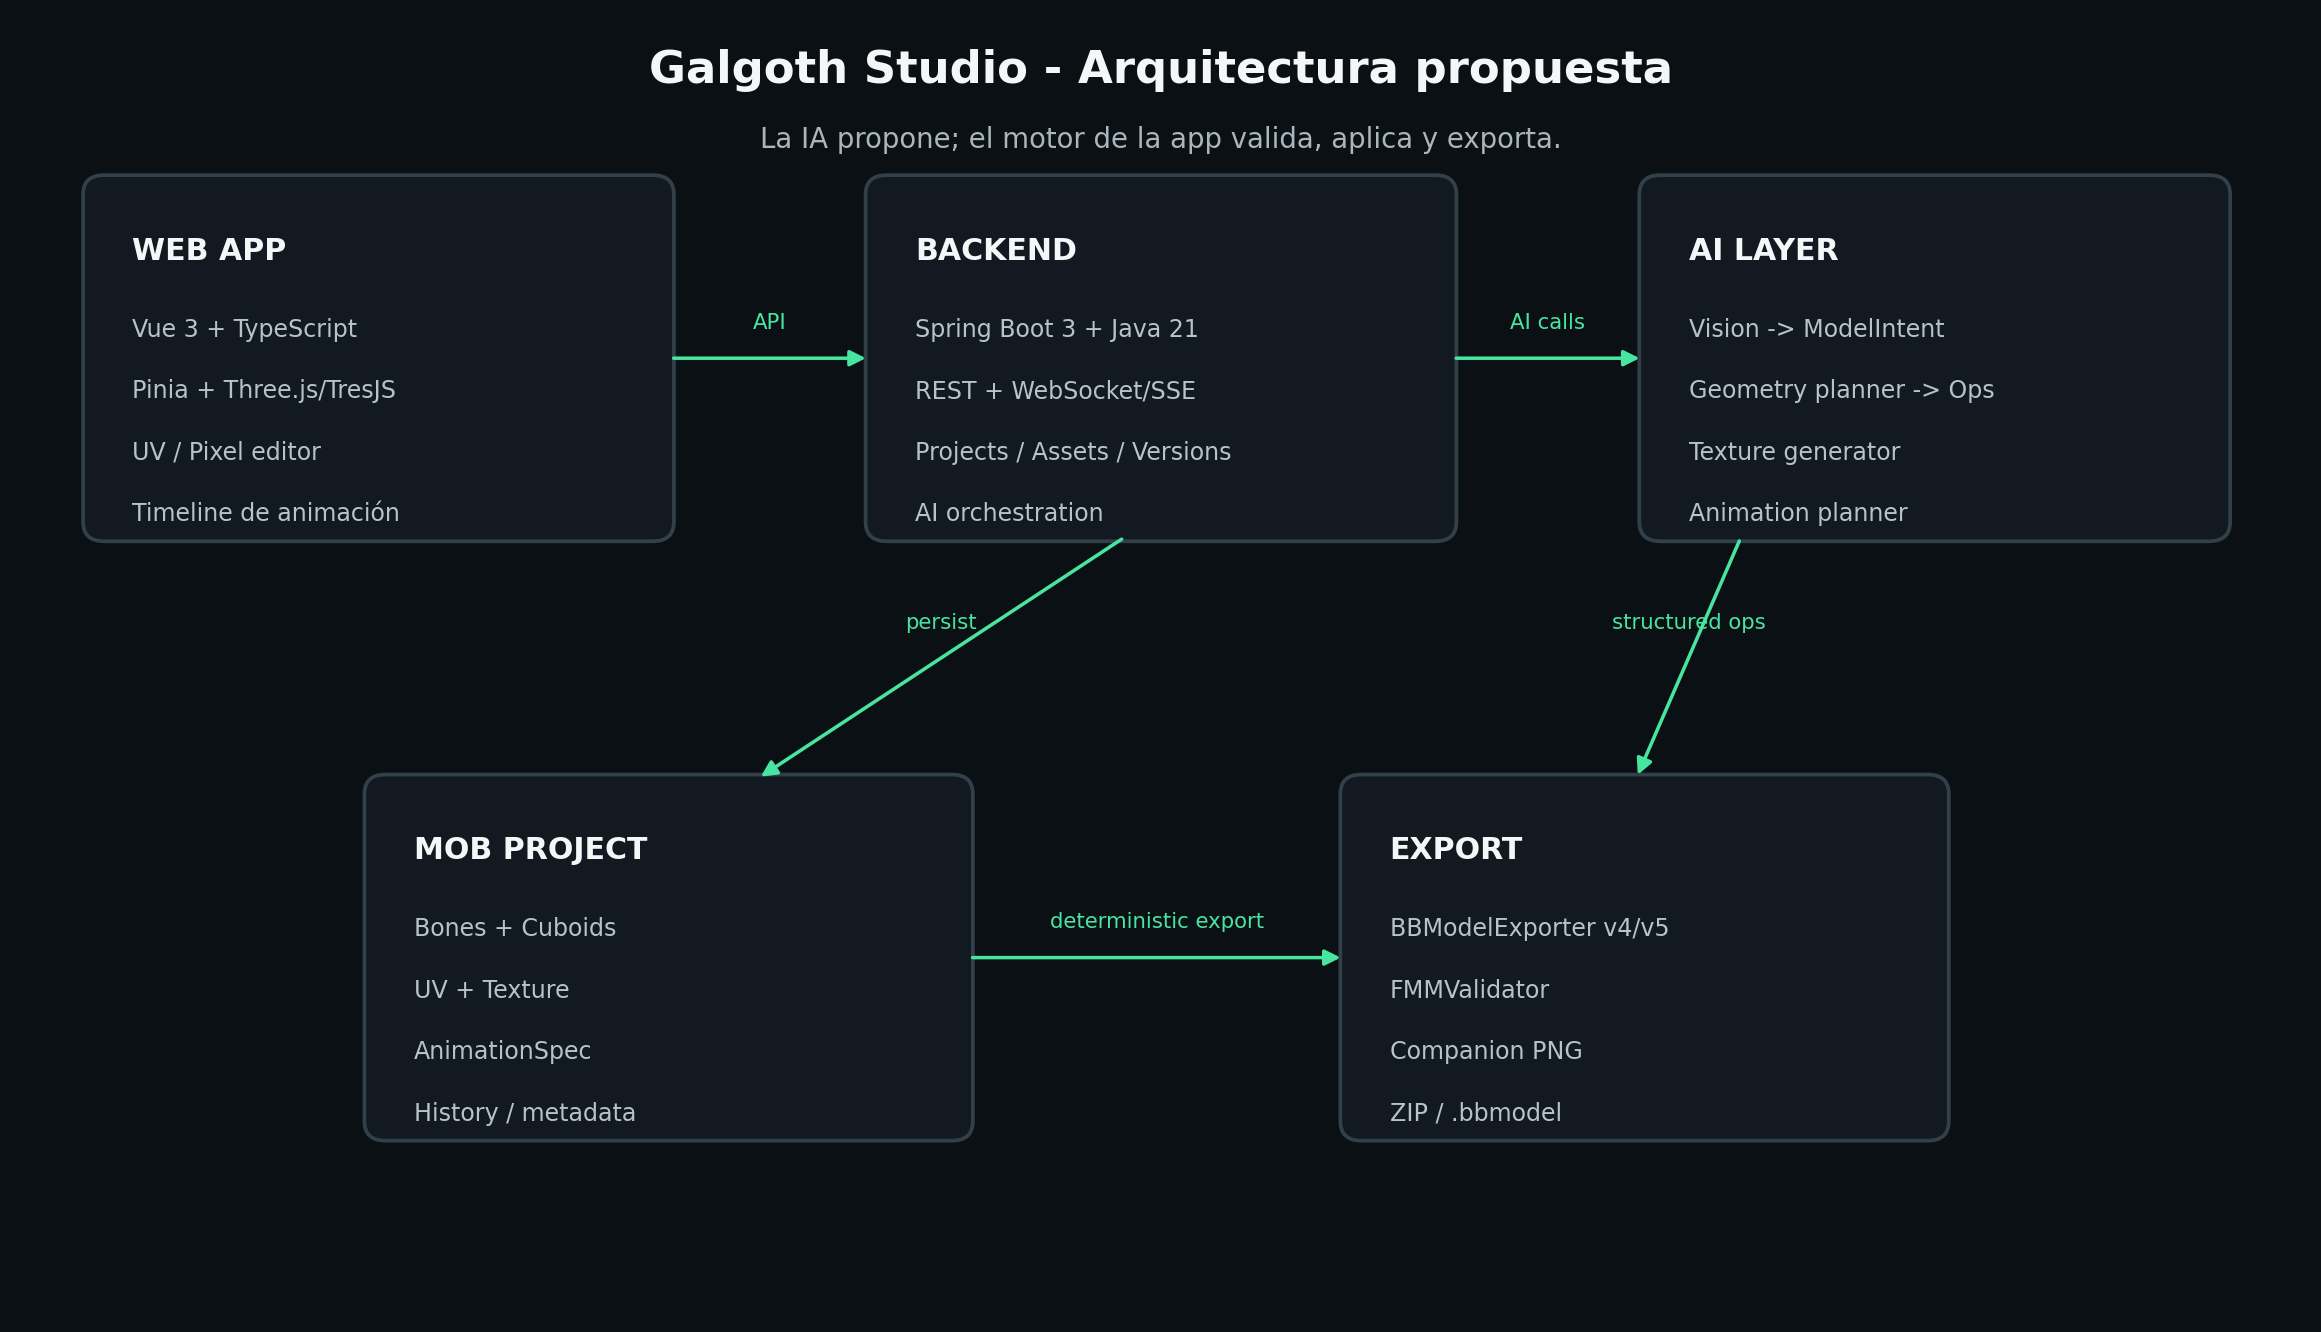 Galgoth Studio - Arquitectura propuesta
La IA propone; el motor de la app valida, aplica y exporta.
WEB APP
Vue 3 + TypeScript
Pinia + Three.js/TresJS
UV / Pixel editor
Timeline de animación
API
BACKEND
Spring Boot 3 + Java 21
REST + WebSocket/SSE
Projects / Assets / Versions
AI orchestration
AI calls
AI LAYER
Vision -> ModelIntent
Geometry planner -> Ops
Texture generator
Animation planner
persist
structured ops
MOB PROJECT
Bones + Cuboids
UV + Texture
AnimationSpec
History / metadata
deterministic export
EXPORT
BBModelExporter v4/v5
FMMValidator
Companion PNG
ZIP / .bbmodel